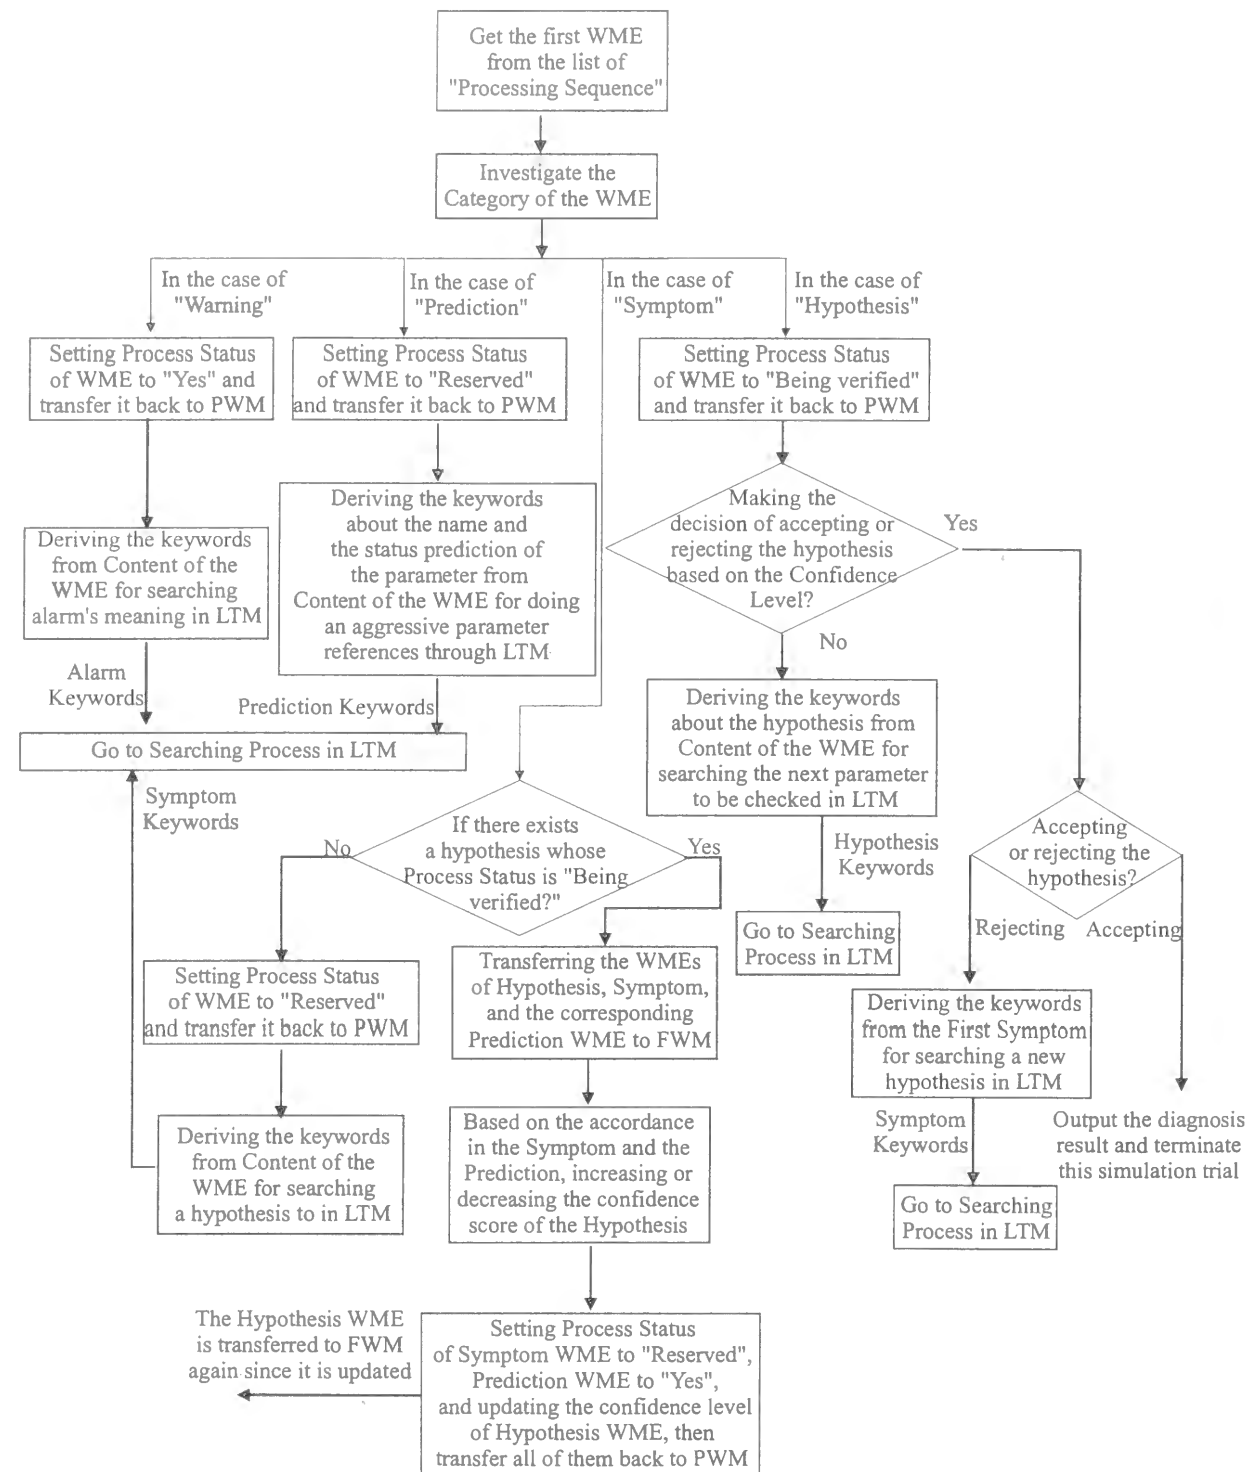 Get the first WME
from the list of
"Processing Sequence"
Investigate the
Category of the WME
In the case of
"Warning"
In the case of
"Prediction"
In the case of
"Symptom"
In the case of
"Hypothesis"
Setting Process Status
of WME to "Yes" and
transfer it back to PWM
Setting Process Status
of WME to "Reserved"
and transfer it back to PWM
Setting Process Status
of WME to "Being verified"
and transfer it back to PWM
Deriving the keywords
from Content of the
WME for searching
alarm's meaning in LTM
Deriving the keywords
about the name and
the status prediction of
the parameter from
Content of the WME for doing
an aggressive parameter
references through LTM
Making the
decision of accepting or
rejecting the hypothesis
based on the Confidence
Level?
Yes
No
Alarm
Keywords
Prediction Keywords
Go to Searching Process in LTM
Deriving the keywords
about the hypothesis from
Content of the WME for
searching the next parameter
to be checked in LTM
Symptom
Keywords
If there exists
a hypothesis whose
Process Status is "Being
verified?"
No
Yes
Hypothesis
Keywords
Accepting
or rejecting the
hypothesis?
Go to Searching
Process in LTM
Rejecting
Accepting
Setting Process Status
of WME to "Reserved"
and transfer it back to PWM
Transferring the WMEs
of Hypothesis, Symptom,
and the corresponding
Prediction WME to FWM
Deriving the keywords
from the First Symptom
for searching a new
hypothesis in LTM
Deriving the keywords
from Content of the
WME for searching
a hypothesis to in LTM
Based on the accordance
in the Symptom and the
Prediction, increasing or
decreasing the confidence
score of the Hypothesis
Symptom
Keywords
Output the diagnosis
result and terminate
this simulation trial
Go to Searching
Process in LTM
The Hypothesis WME
is transferred to FWM
again since it is updated
Setting Process Status
of Symptom WME to "Reserved",
Prediction WME to "Yes",
and updating the confidence level
of Hypothesis WME, then
transfer all of them back to PWM